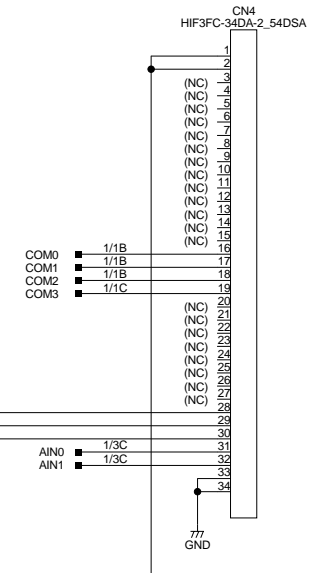 CN4
HIF3FC-34DA-2_54DSA
1
2
(NC) 3
(NC) 4
(NC) 5
(NC) 6
(NC) 7
(NC) 8
(NC) 9
(NC) 10
(NC) 11
(NC) 12
(NC) 13
(NC) 14
(NC) 15
COM0 1/1B 16
COM1 1/1B 17
COM2 1/1B 18
COM3 1/1C 19
(NC) 20
(NC) 21
(NC) 22
(NC) 23
(NC) 24
(NC) 25
(NC) 26
(NC) 27
28
29
30
AIN0 1/3C 31
AIN1 1/3C 32
33
34
GND